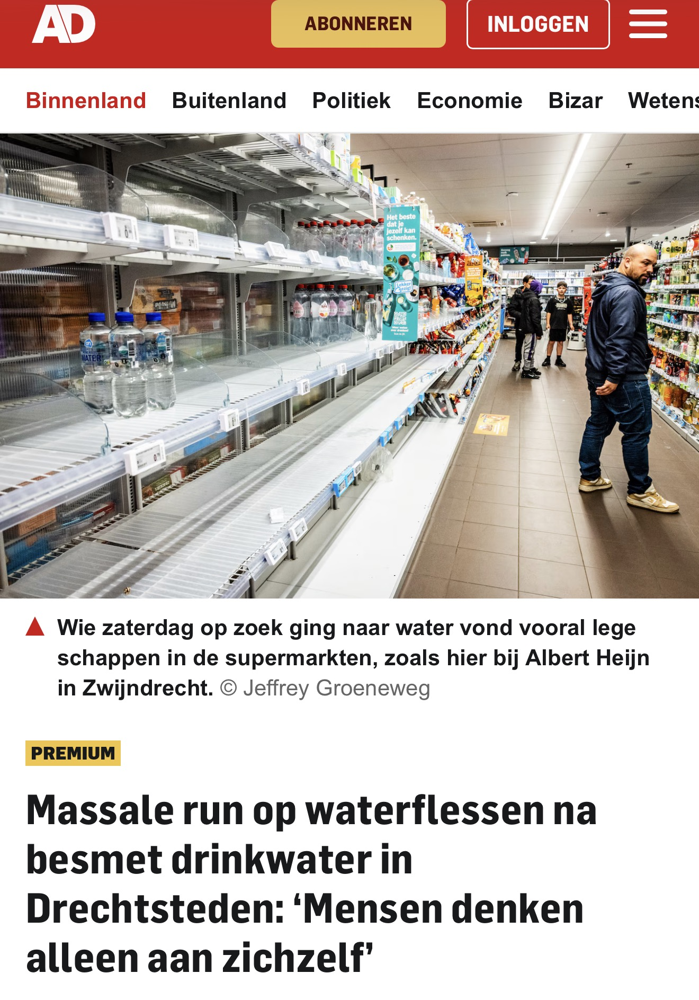 AD
ABONNEREN
INLOGGEN
Binnenland Buitenland Politiek Economie Bizar Wetens
Het beste
dat je
jezelf kan
schenken.
Lekker
SPA
WATER
Wie zaterdag op zoek ging naar water vond vooral lege
schappen in de supermarkten, zoals hier bij Albert Heijn
in Zwijndrecht. © Jeffrey Groeneweg
PREMIUM
Massale run op waterflessen na
besmet drinkwater in
Drechtsteden: ‘Mensen denken
alleen aan zichzelf’